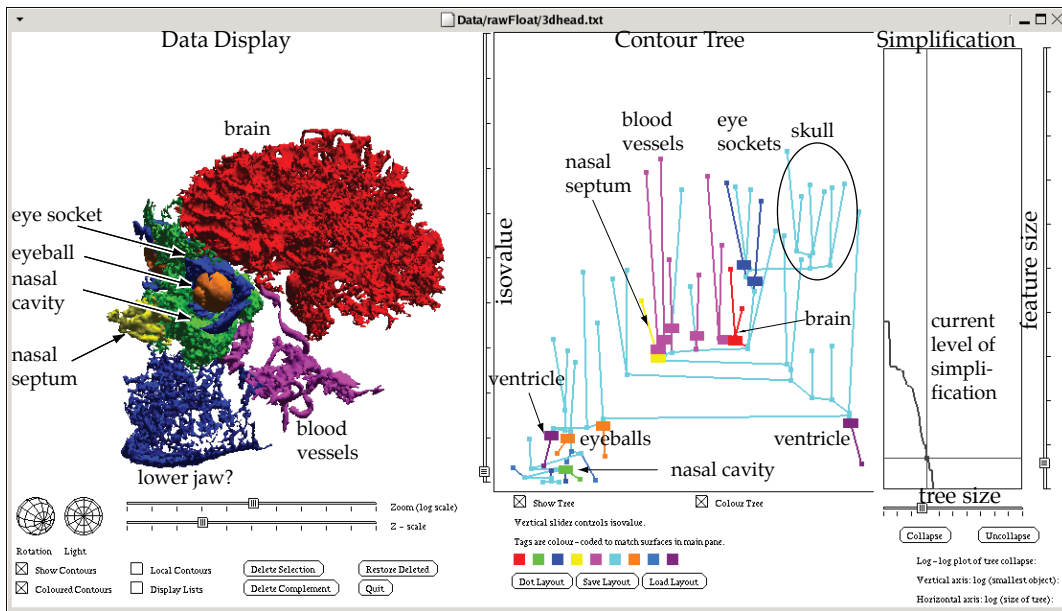 Data/rawFloat/3dhead.txt
Data Display
Contour Tree
Simplification
brain
eye socket
eyeball
nasal
cavity
nasal
septum
blood
vessels
lower jaw?
isovalue
blood
vessels
eye
sockets
skull
nasal
septum
brain
ventricle
eyeballs
ventricle
nasal cavity
feature size
current
level of
simpli-
fication
tree size
Rotation
Light
Zoom (log scale)
Z - scale
Show Contours
Local Contours
Delete Selection
Restore Deleted
Coloured Contours
Display Lists
Delete Complement
Quit
Show Tree
Colour Tree
Vertical slider controls isovalue.
Tags are colour-coded to match surfaces in main pane.
Dot Layout
Save Layout
Load Layout
Collapse
Uncollapse
Log-log plot of tree collapse:
Vertical axis: log (smallest object):
Horizontal axis: log (size of tree):